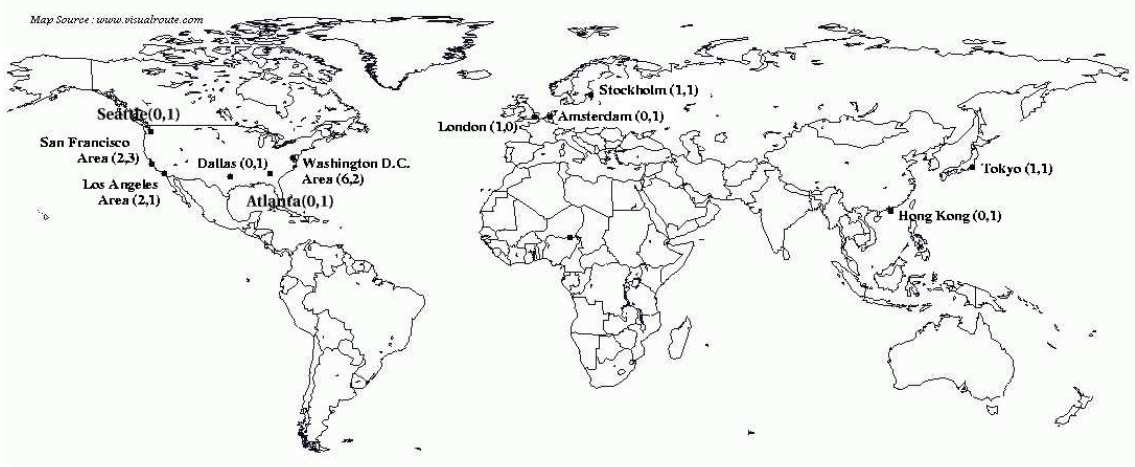 Map Source : www.visualroute.com
Stockholm (1,1)
Seattle(0,1)
Amsterdam (0,1)
London (1,0)
San Francisco
Area (2,3)
Dallas (0,1)
Washington D.C.
Area (6,2)
Tokyo (1,1)
Los Angeles
Area (2,1)
Atlanta(0,1)
Hong Kong (0,1)